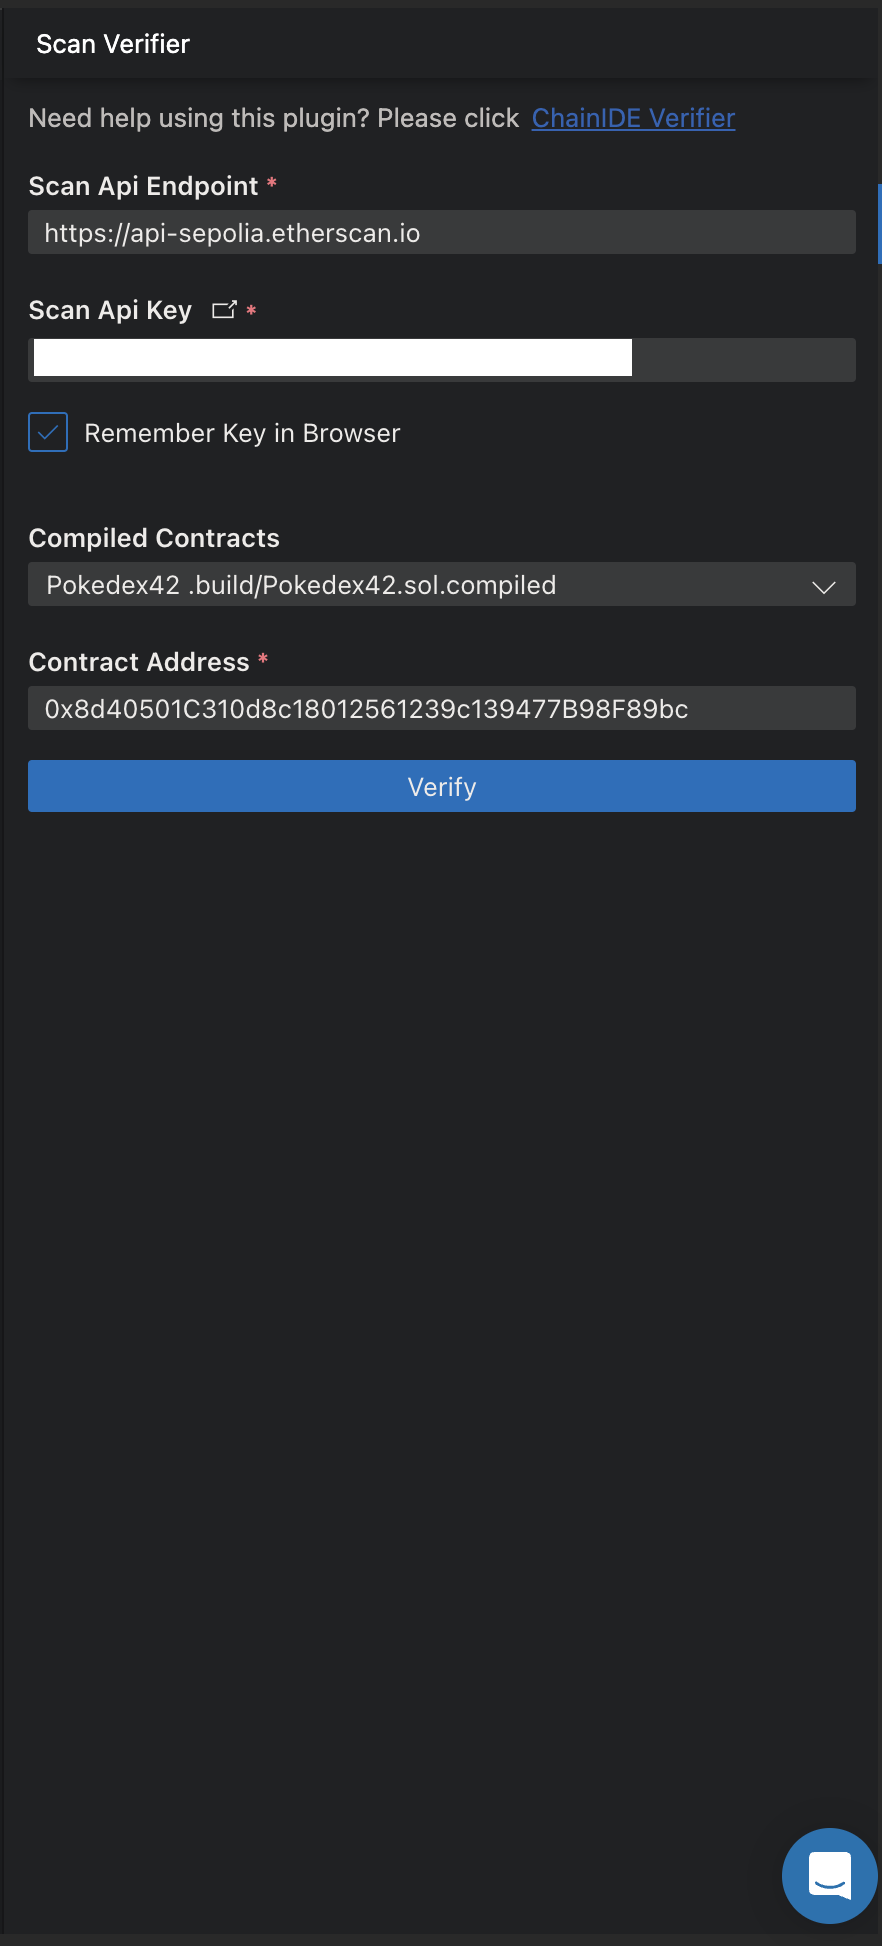 Scan Verifier
Need help using this plugin? Please click ChainIDE Verifier
Scan Api Endpoint *
https://api-sepolia.etherscan.io
Scan Api Key *
Remember Key in Browser
Compiled Contracts
Pokedex42 .build/Pokedex42.sol.compiled
Contract Address *
0x8d40501C310d8c18012561239c139477B98F89bc
Verify